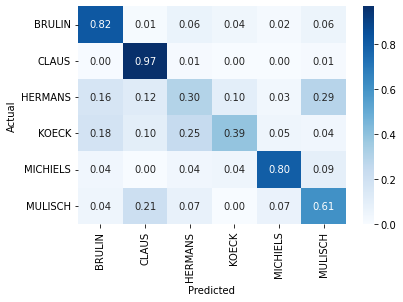 BRULIN 0.82 0.01 0.06 0.04 0.02 0.06
CLAUS 0.00 0.97 0.01 0.00 0.00 0.01
HERMANS 0.16 0.12 0.30 0.10 0.03 0.29
KOECK 0.18 0.10 0.25 0.39 0.05 0.04
MICHIELS 0.04 0.00 0.04 0.04 0.80 0.09
MULISCH 0.04 0.21 0.07 0.00 0.07 0.61
Actual
BRULIN CLAUS HERMANS KOECK MICHIELS MULISCH
Predicted
0.8
0.6
0.4
0.2
0.0